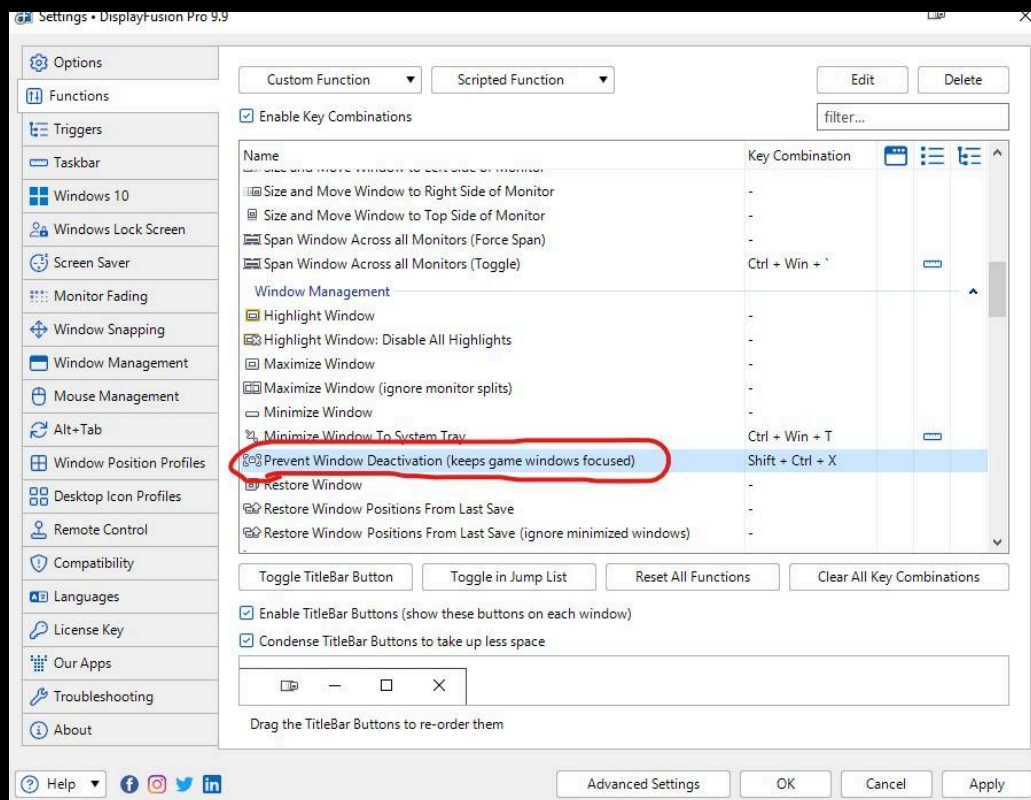 Settings • DisplayFusion Pro 9.9
Options
Functions
Triggers
Taskbar
Windows 10
Windows Lock Screen
Screen Saver
Monitor Fading
Window Snapping
Window Management
Mouse Management
Alt+Tab
Window Position Profiles
Desktop Icon Profiles
Remote Control
Compatibility
Languages
License Key
Our Apps
Troubleshooting
About
Custom Function
Scripted Function
Edit
Delete
Enable Key Combinations
filter...
Name Key Combination
Size and Move Window to Left Side of Monitor
Size and Move Window to Right Side of Monitor -
Size and Move Window to Top Side of Monitor -
Span Window Across all Monitors (Force Span) -
Span Window Across all Monitors (Toggle) Ctrl + Win + `
Window Management
Highlight Window -
Highlight Window: Disable All Highlights -
Maximize Window -
Maximize Window (ignore monitor splits) -
Minimize Window -
Minimize Window To System Tray Ctrl + Win + T
Prevent Window Deactivation (keeps game windows focused) Shift + Ctrl + X
Restore Window -
Restore Window Positions From Last Save -
Restore Window Positions From Last Save (ignore minimized windows) -
Toggle TitleBar Button
Toggle in Jump List
Reset All Functions
Clear All Key Combinations
Enable TitleBar Buttons (show these buttons on each window)
Condense TitleBar Buttons to take up less space
Drag the TitleBar Buttons to re-order them
Help
Advanced Settings
OK
Cancel
Apply